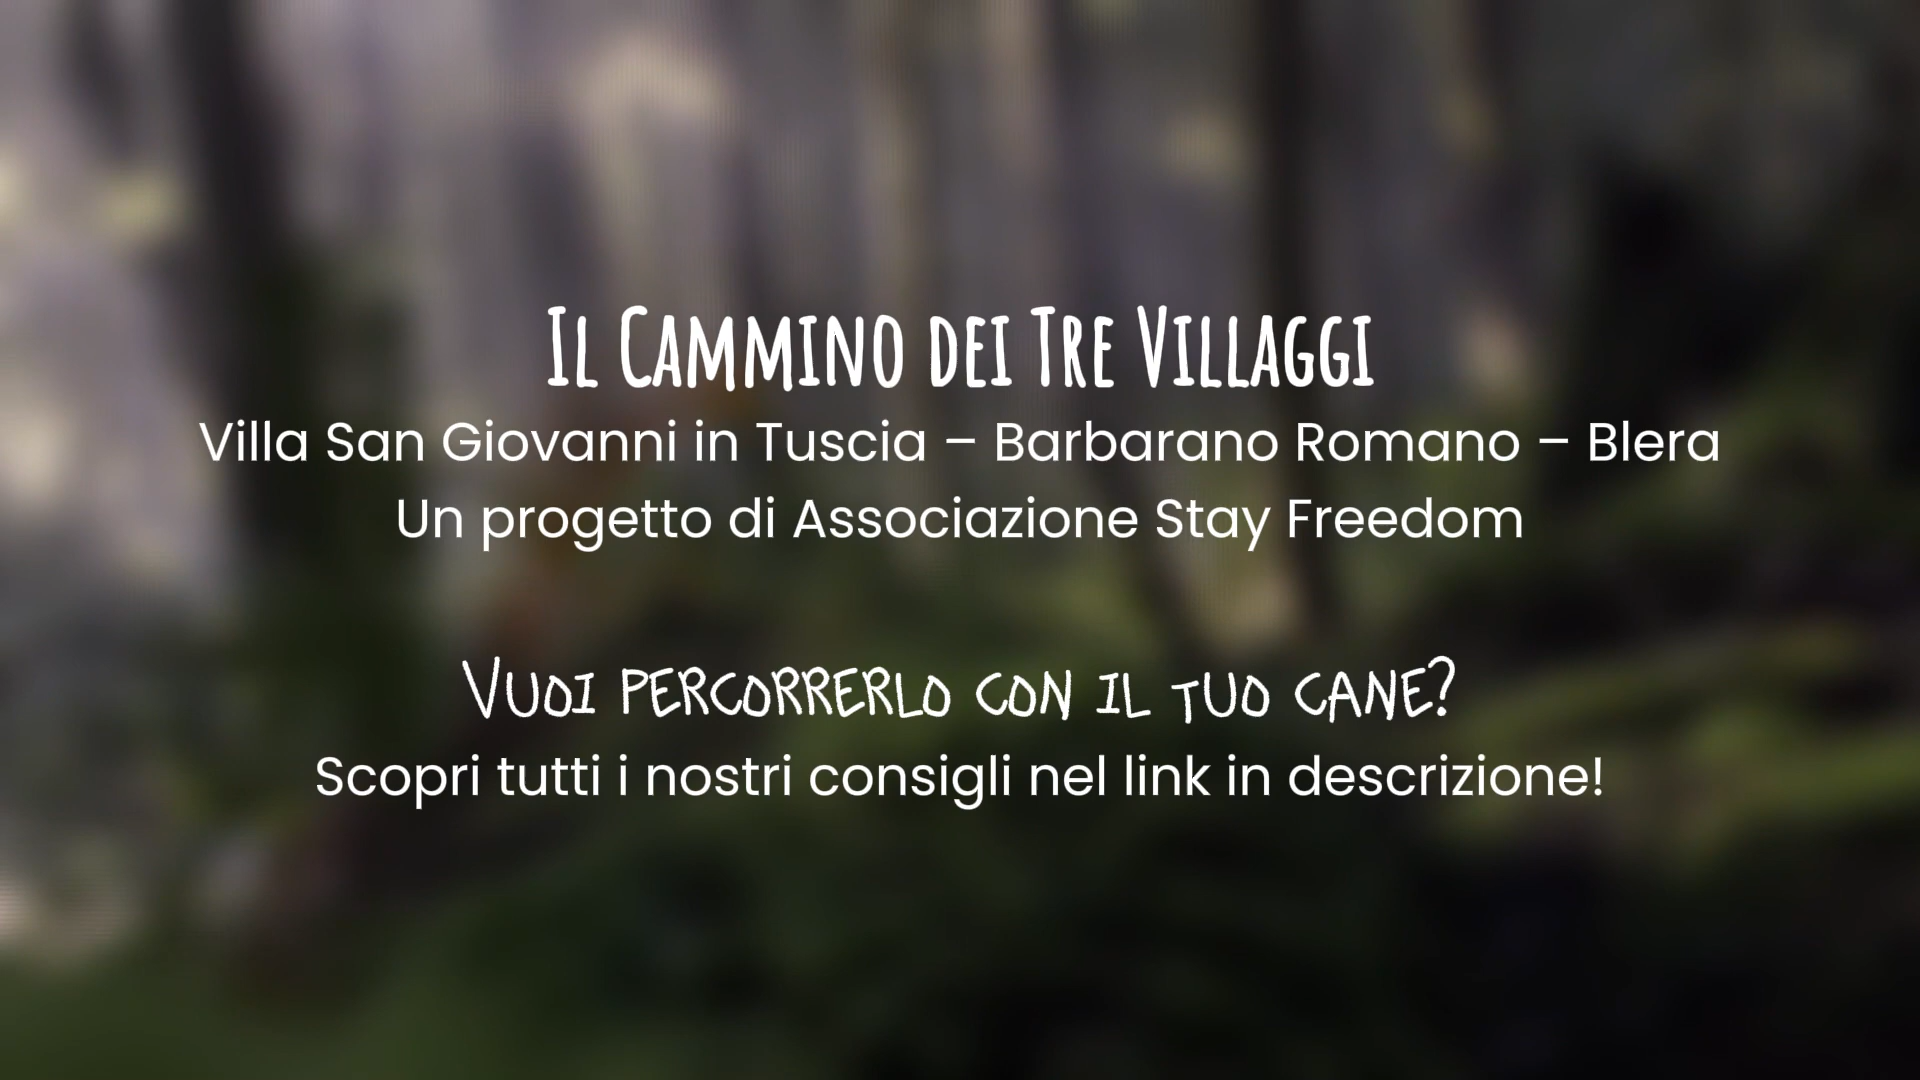 Il Cammino dei Tre Villaggi
Villa San Giovanni in Tuscia – Barbarano Romano – Blera
Un progetto di Associazione Stay Freedom
Vuoi percorrerlo con il tuo cane?
Scopri tutti i nostri consigli nel link in descrizione!